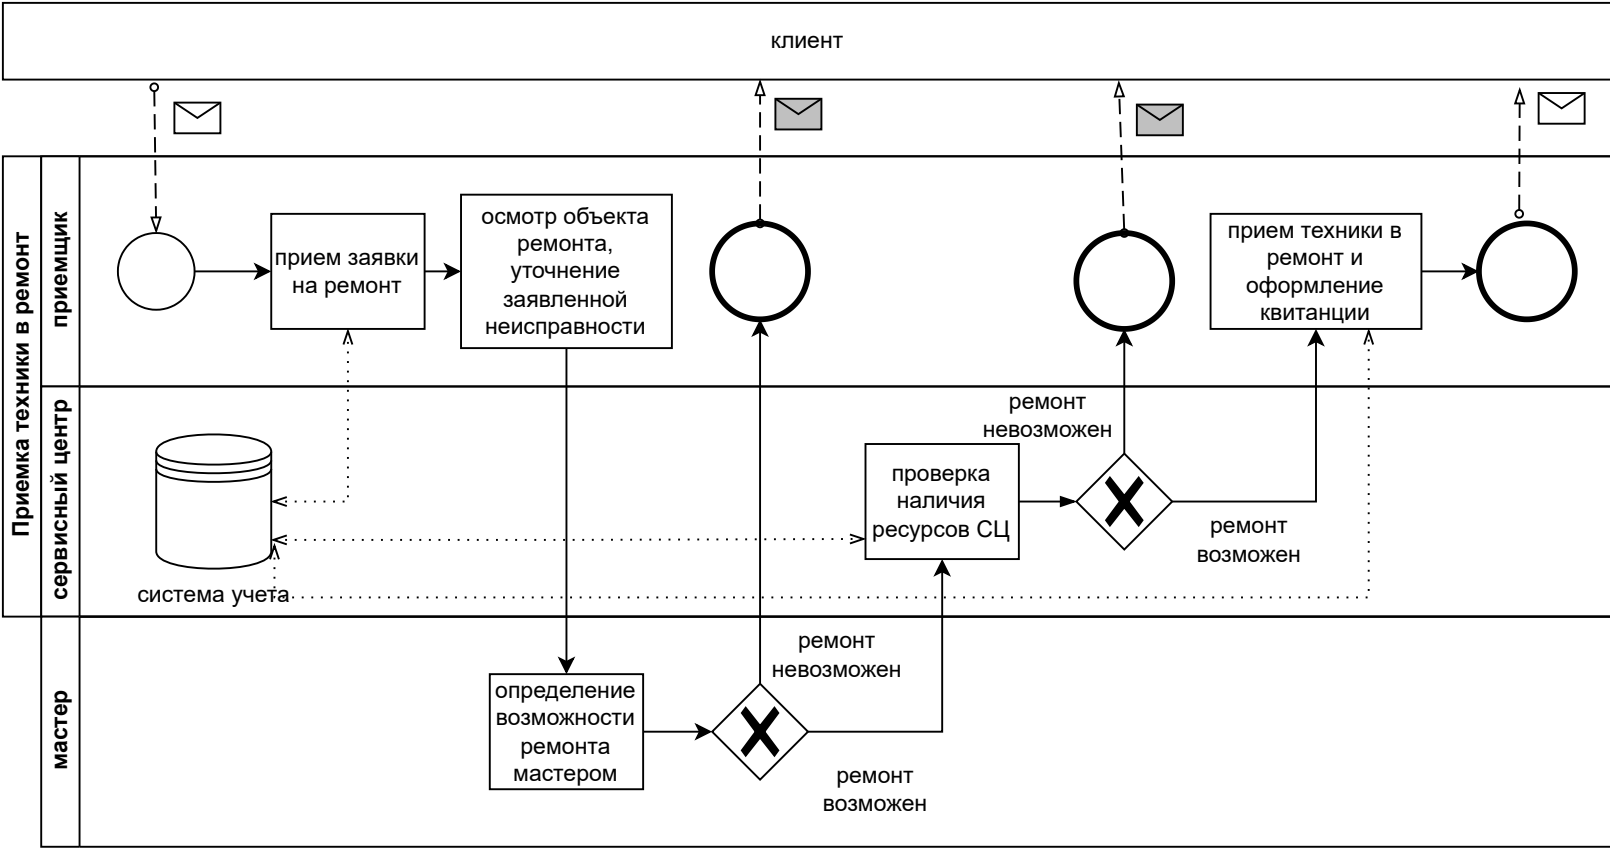 клиент
Приемка техники в ремонт
приемщик
прием заявки
на ремонт
осмотр объекта
ремонта,
уточнение
заявленной
неисправности
прием техники в
ремонт и
оформление
квитанции
сервисный центр
система учета
проверка
наличия
ресурсов СЦ
ремонт
невозможен
ремонт
возможен
мастер
определение
возможности
ремонта
мастером
ремонт
невозможен
ремонт
возможен